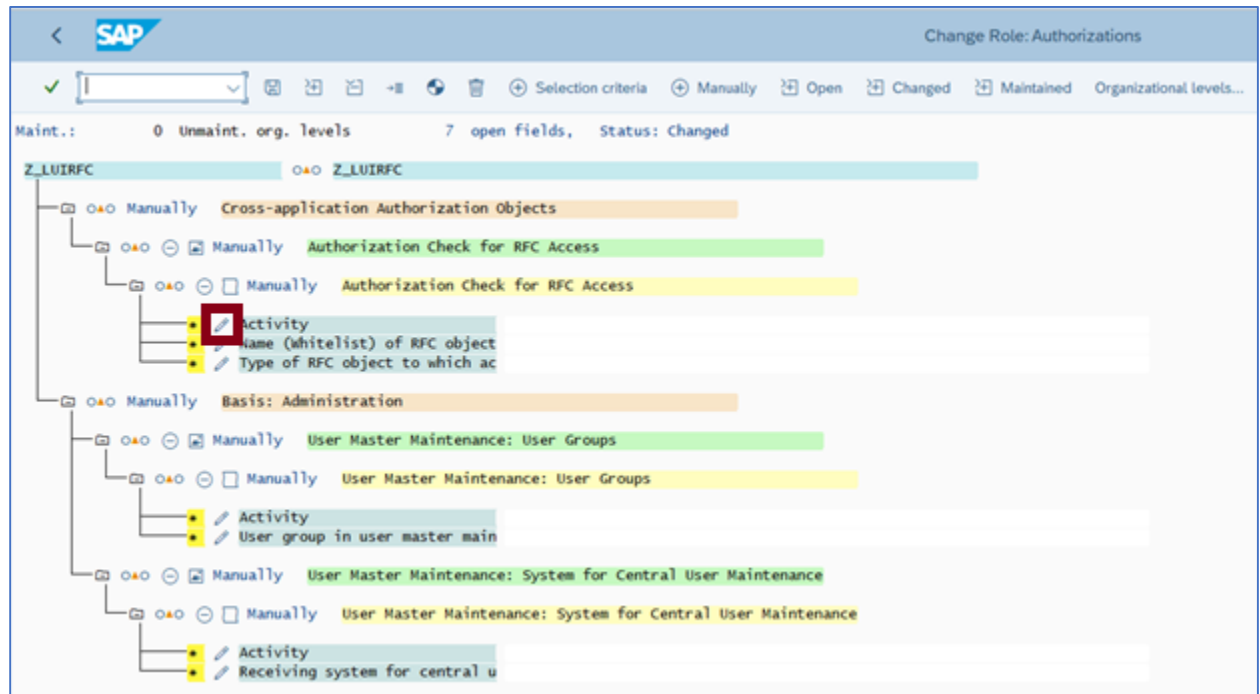 SAP Change Role: Authorizations
Selection criteria Manually Open Changed Maintained Organizational levels...
Maint.: 0 Unmaint. org. levels 7 open fields, Status: Changed
Z_LUIRFC Z_LUIRFC
Manually Cross-application Authorization Objects
Manually Authorization Check for RFC Access
Manually Authorization Check for RFC Access
Activity
Name (Whitelist) of RFC object
Type of RFC object to which ac
Manually Basis: Administration
Manually User Master Maintenance: User Groups
Manually User Master Maintenance: User Groups
Activity
User group in user master main
Manually User Master Maintenance: System for Central User Maintenance
Manually User Master Maintenance: System for Central User Maintenance
Activity
Receiving system for central u